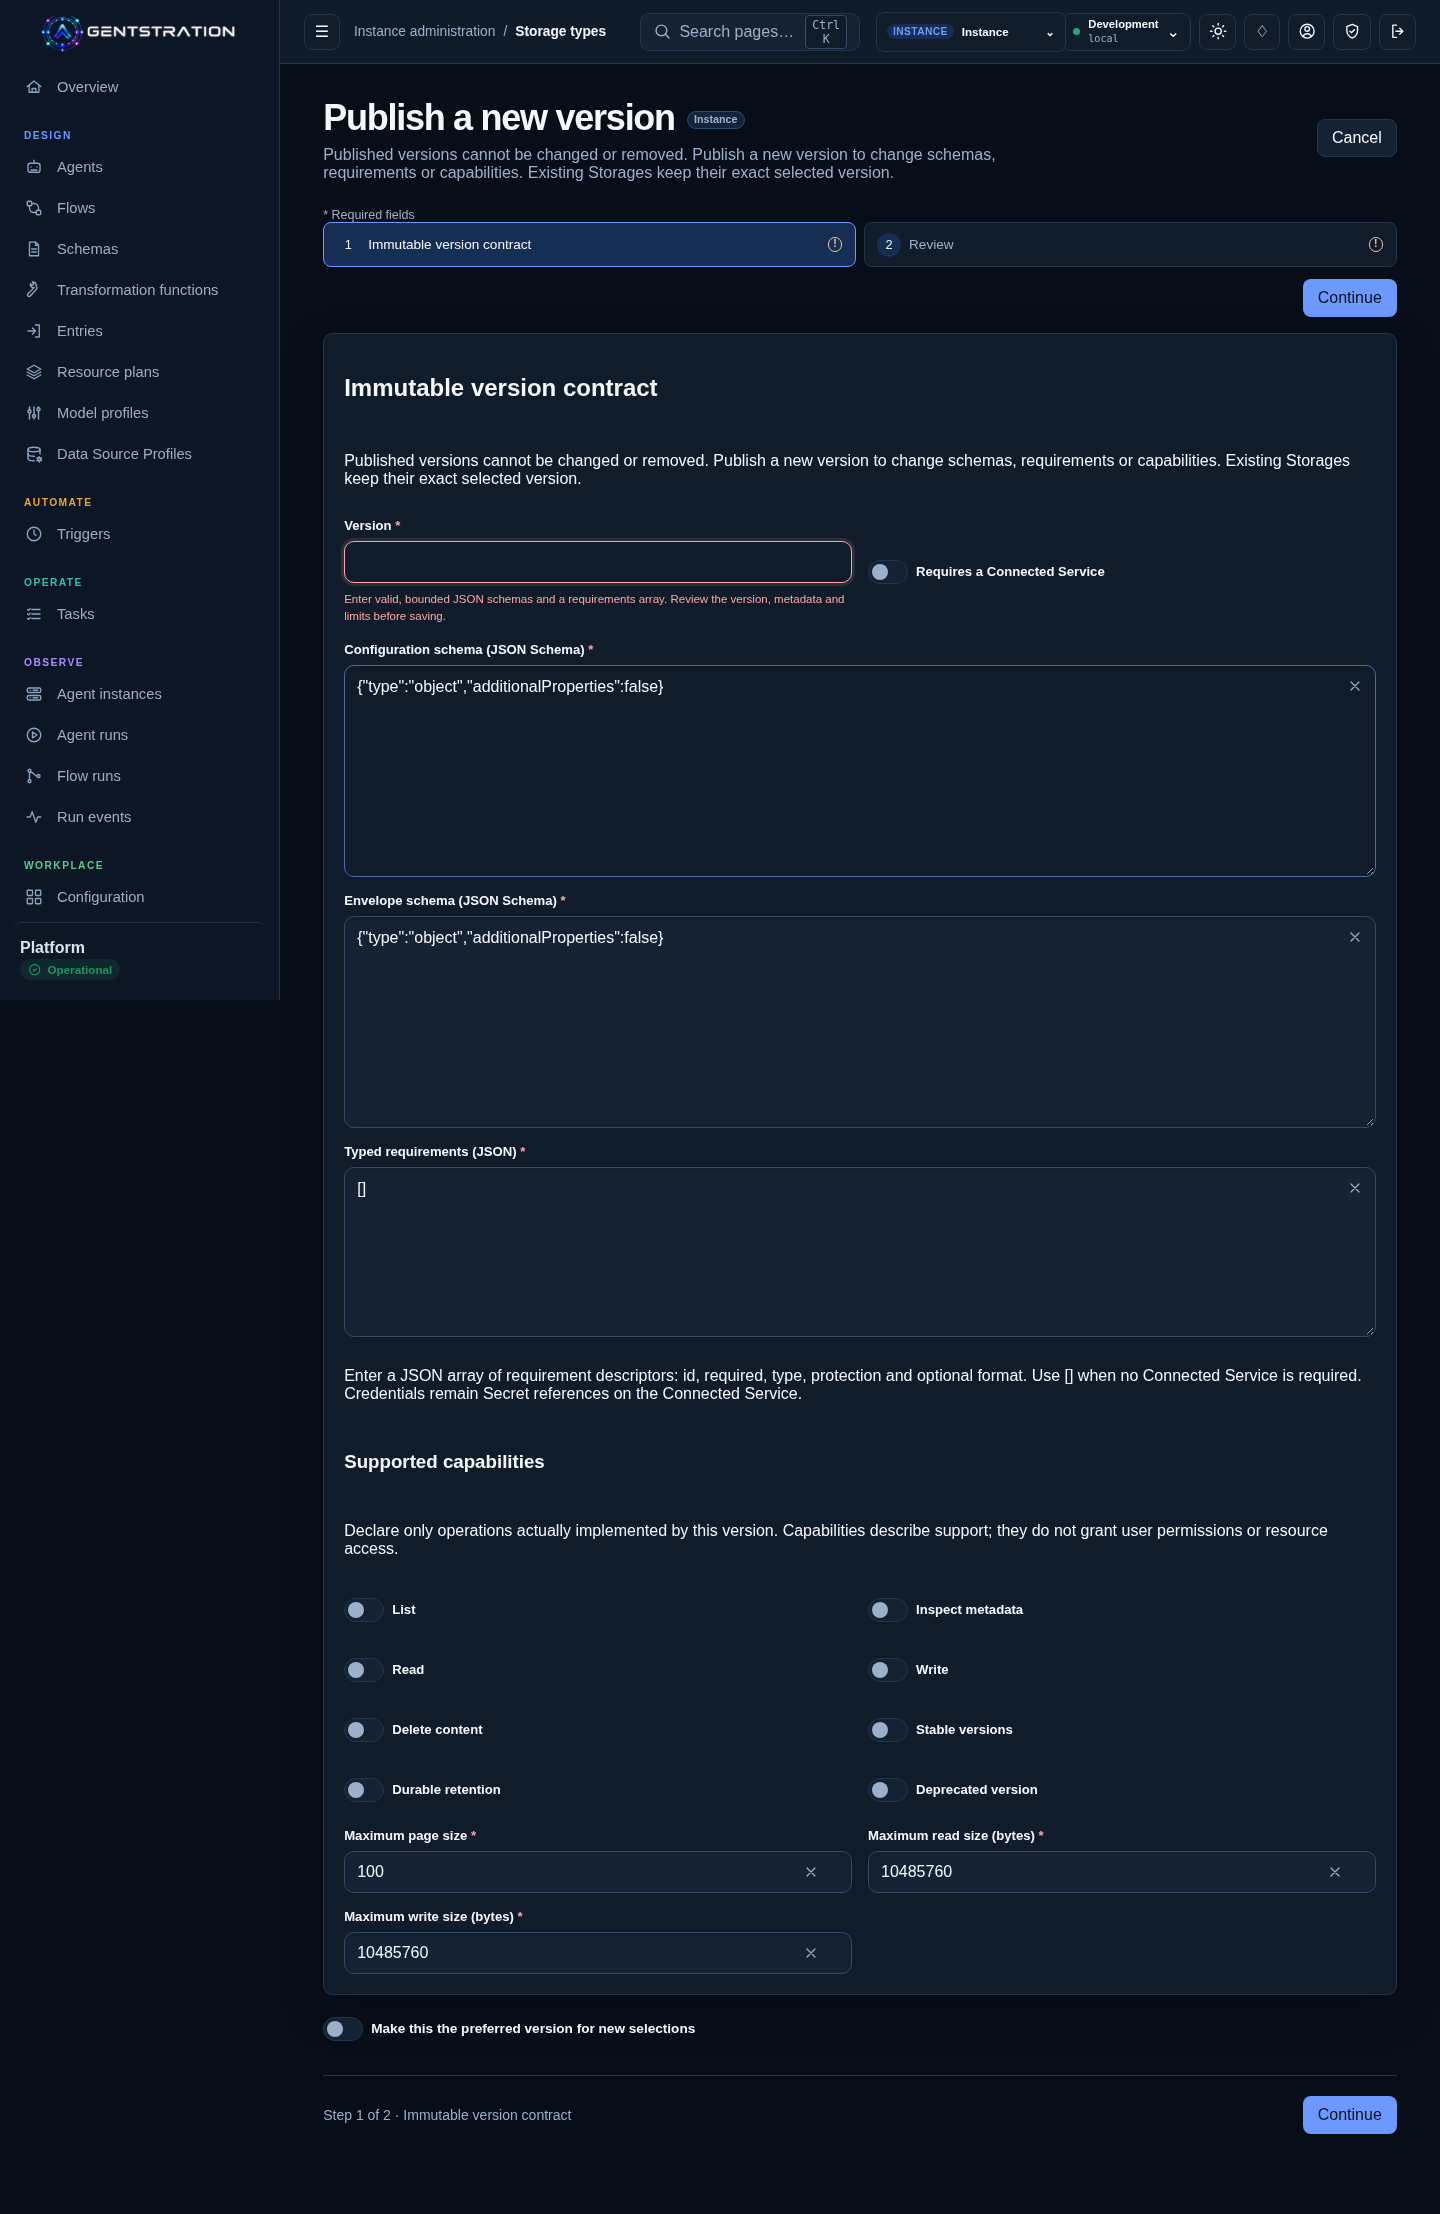 GENTSTRATION
Overview
DESIGN
Agents
Flows
Schemas
Transformation functions
Entries
Resource plans
Model profiles
Data Source Profiles
AUTOMATE
Triggers
OPERATE
Tasks
OBSERVE
Agent instances
Agent runs
Flow runs
Run events
WORKPLACE
Configuration
Platform
Operational
Instance administration / Storage types
Search pages… Ctrl K
INSTANCE Instance
Development
local
Publish a new version Instance
Published versions cannot be changed or removed. Publish a new version to change schemas,
requirements or capabilities. Existing Storages keep their exact selected version.
Cancel
* Required fields
1 Immutable version contract
2 Review
Continue
Immutable version contract
Published versions cannot be changed or removed. Publish a new version to change schemas, requirements or capabilities. Existing Storages
keep their exact selected version.
Version *
Requires a Connected Service
Enter valid, bounded JSON schemas and a requirements array. Review the version, metadata and
limits before saving.
Configuration schema (JSON Schema) *
{"type":"object","additionalProperties":false}
Envelope schema (JSON Schema) *
{"type":"object","additionalProperties":false}
Typed requirements (JSON) *
[]
Enter a JSON array of requirement descriptors: id, required, type, protection and optional format. Use [] when no Connected Service is required.
Credentials remain Secret references on the Connected Service.
Supported capabilities
Declare only operations actually implemented by this version. Capabilities describe support; they do not grant user permissions or resource
access.
List
Inspect metadata
Read
Write
Delete content
Stable versions
Durable retention
Deprecated version
Maximum page size *
Maximum read size (bytes) *
100
10485760
Maximum write size (bytes) *
10485760
Make this the preferred version for new selections
Step 1 of 2 · Immutable version contract
Continue